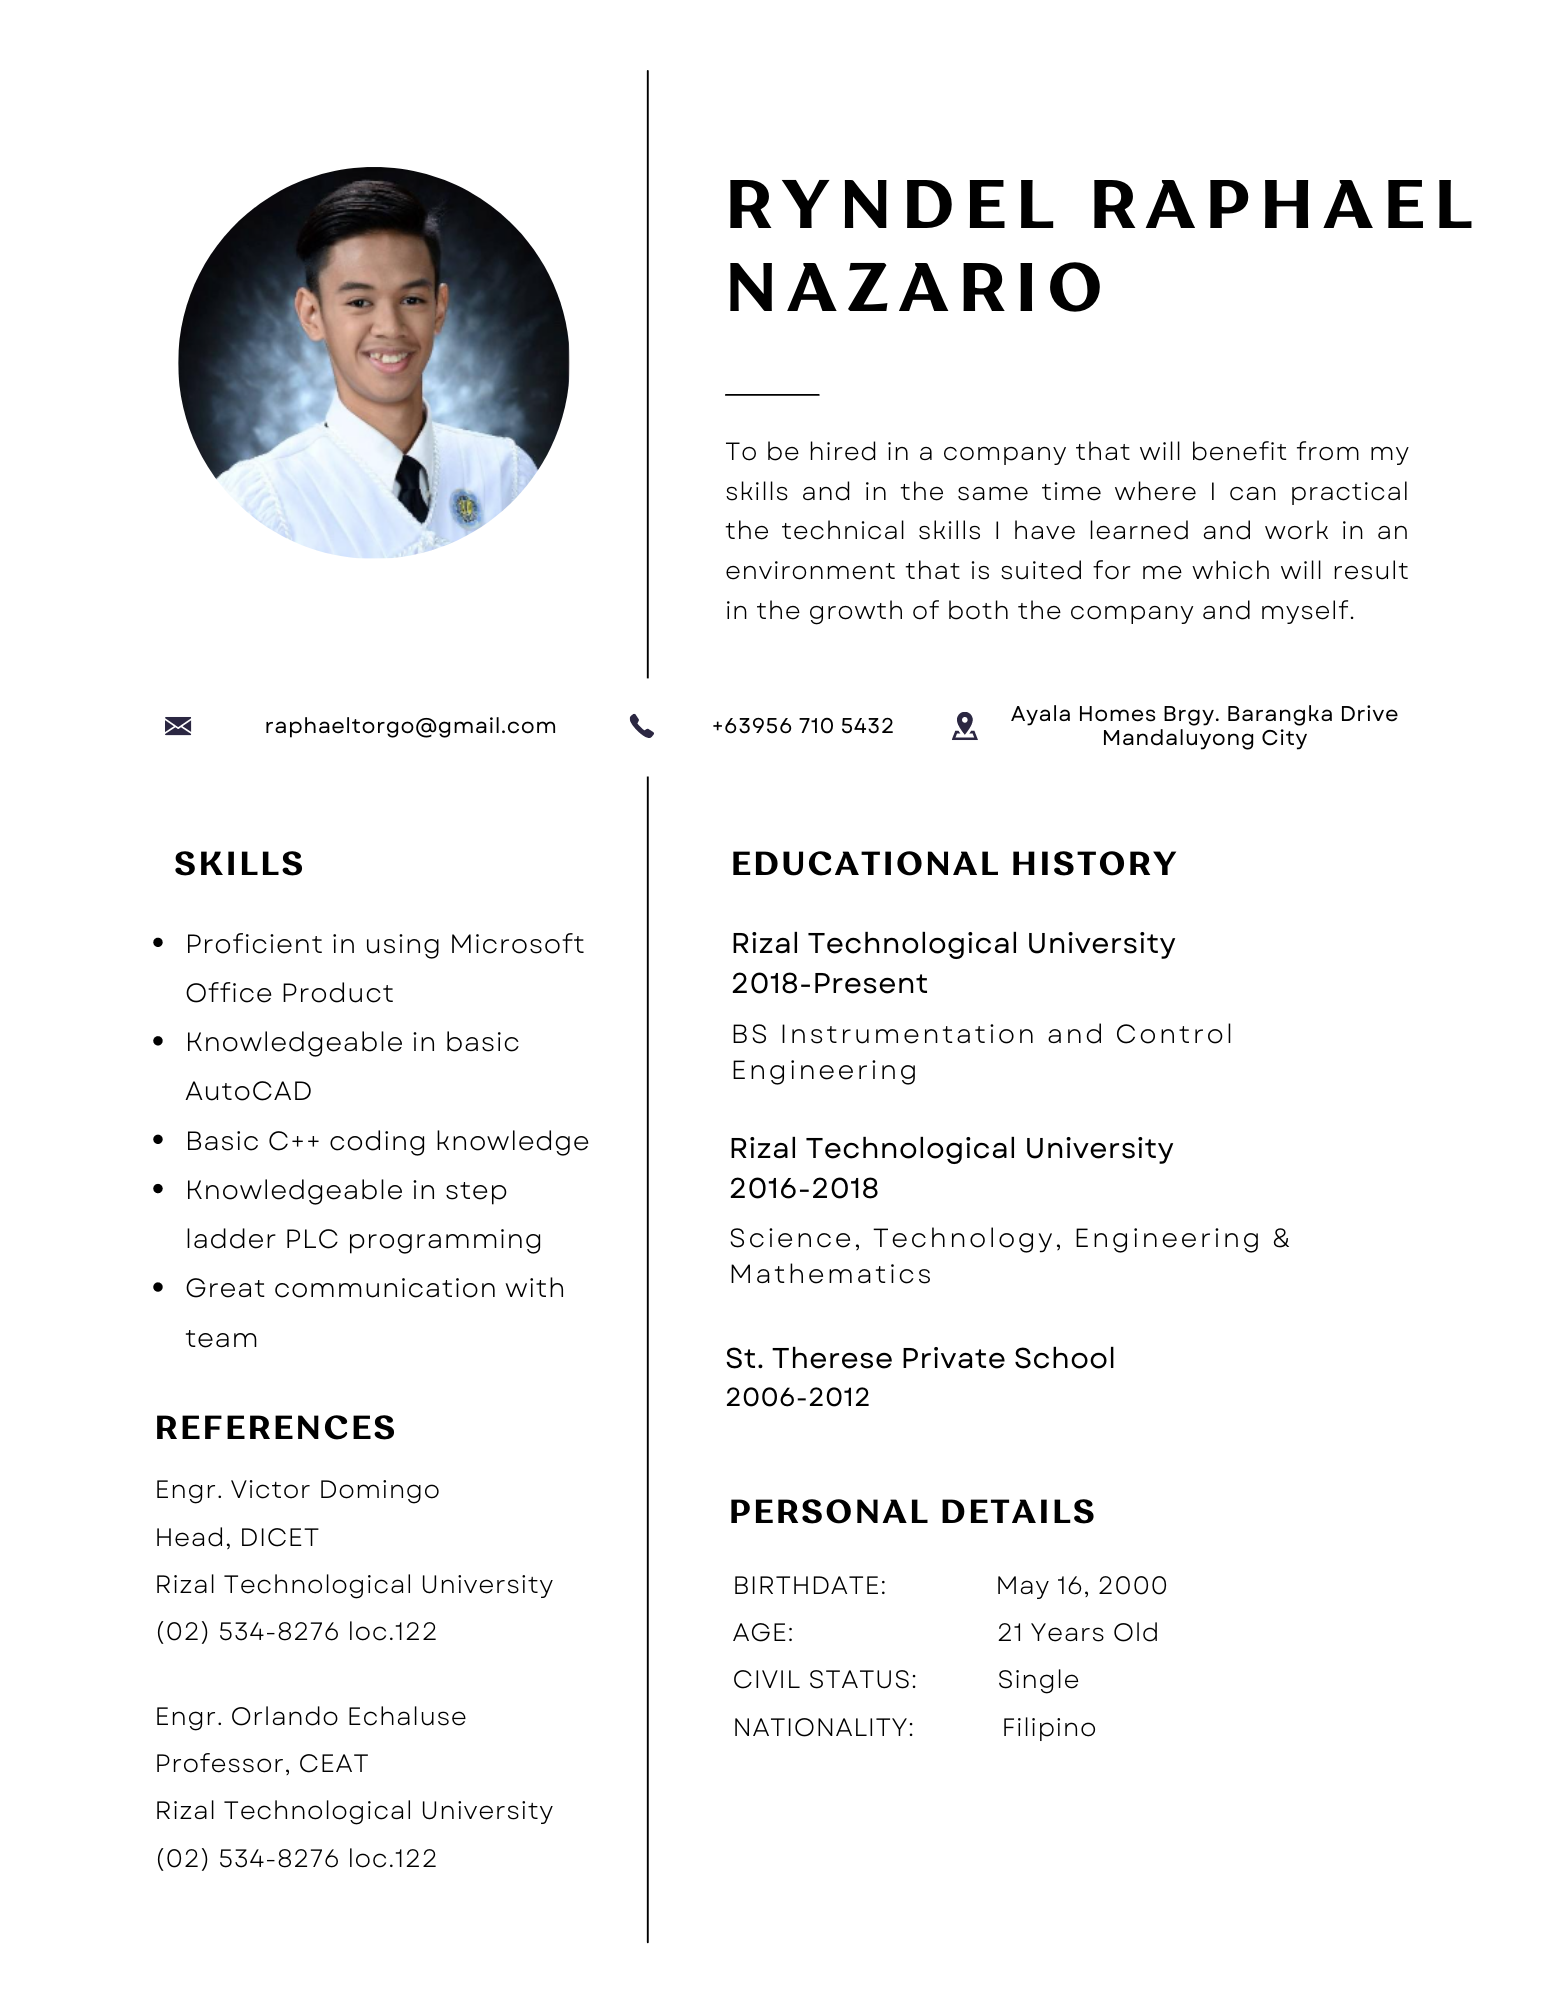 RYNDEL RAPHAEL
NAZARIO
To be hired in a company that will benefit from my
skills and in the same time where I can practical
the technical skills I have learned and work in an
environment that is suited for me which will result
in the growth of both the company and myself.
raphaeltorgo@gmail.com
+63956 710 5432
Ayala Homes Brgy. Barangka Drive
Mandaluyong City
SKILLS
• Proficient in using Microsoft
Office Product
• Knowledgeable in basic
AutoCAD
• Basic C++ coding knowledge
• Knowledgeable in step
ladder PLC programming
• Great communication with
team
REFERENCES
Engr. Victor Domingo
Head, DICET
Rizal Technological University
(02) 534-8276 loc.122
Engr. Orlando Echaluse
Professor, CEAT
Rizal Technological University
(02) 534-8276 loc.122
EDUCATIONAL HISTORY
Rizal Technological University
2018-Present
BS Instrumentation and Control
Engineering
Rizal Technological University
2016-2018
Science, Technology, Engineering &
Mathematics
St. Therese Private School
2006-2012
PERSONAL DETAILS
BIRTHDATE: May 16, 2000
AGE: 21 Years Old
CIVIL STATUS: Single
NATIONALITY: Filipino